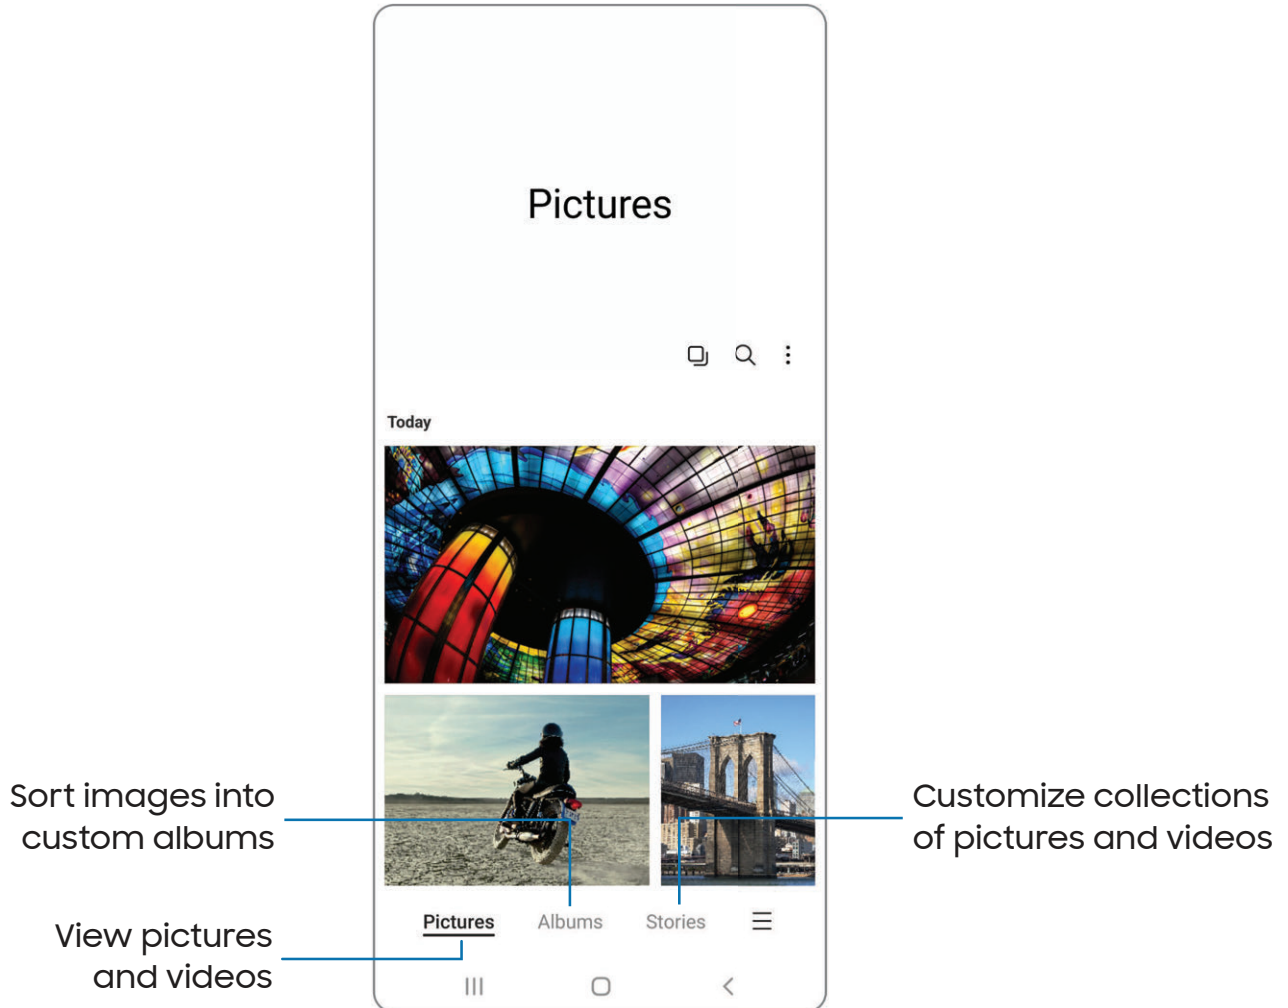 Pictures
Today
Sort images into
custom albums
Customize collections
of pictures and videos
Pictures Albums Stories
View pictures
and videos